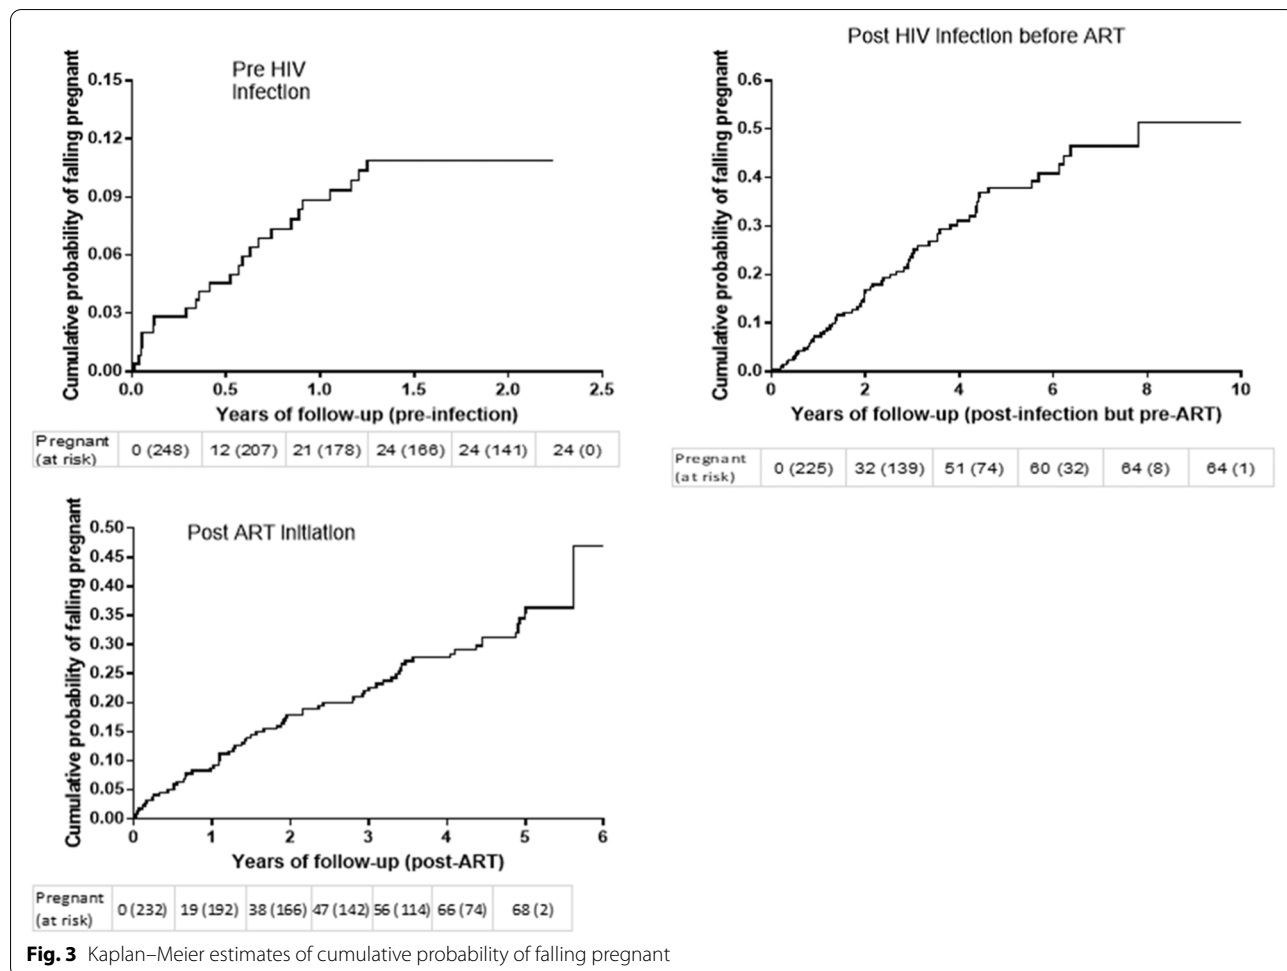 Pre HIV
Infection
Cumulative probability of falling pregnant
0.15
0.12
0.09
0.06
0.03
0.00
0.0 0.5 1.0 1.5 2.0 2.5
Years of follow-up (pre-infection)
Pregnant
(at risk) 0 (248) 12 (207) 21 (178) 24 (166) 24 (141) 24 (0)
Post HIV Infection before ART
Cumulative probability of falling pregnant
0.6
0.5
0.4
0.3
0.2
0.1
0.0
0 2 4 6 8 10
Years of follow-up (post-infection but pre-ART)
Pregnant
(at risk) 0 (225) 32 (139) 51 (74) 60 (32) 64 (8) 64 (1)
Post ART Initiation
Cumulative probability of falling pregnant
0.50
0.45
0.40
0.35
0.30
0.25
0.20
0.15
0.10
0.05
0.00
0 1 2 3 4 5 6
Years of follow-up (post-ART)
Pregnant
(at risk) 0 (232) 19 (192) 38 (166) 47 (142) 56 (114) 66 (74) 68 (2)
Fig. 3 Kaplan–Meier estimates of cumulative probability of falling pregnant